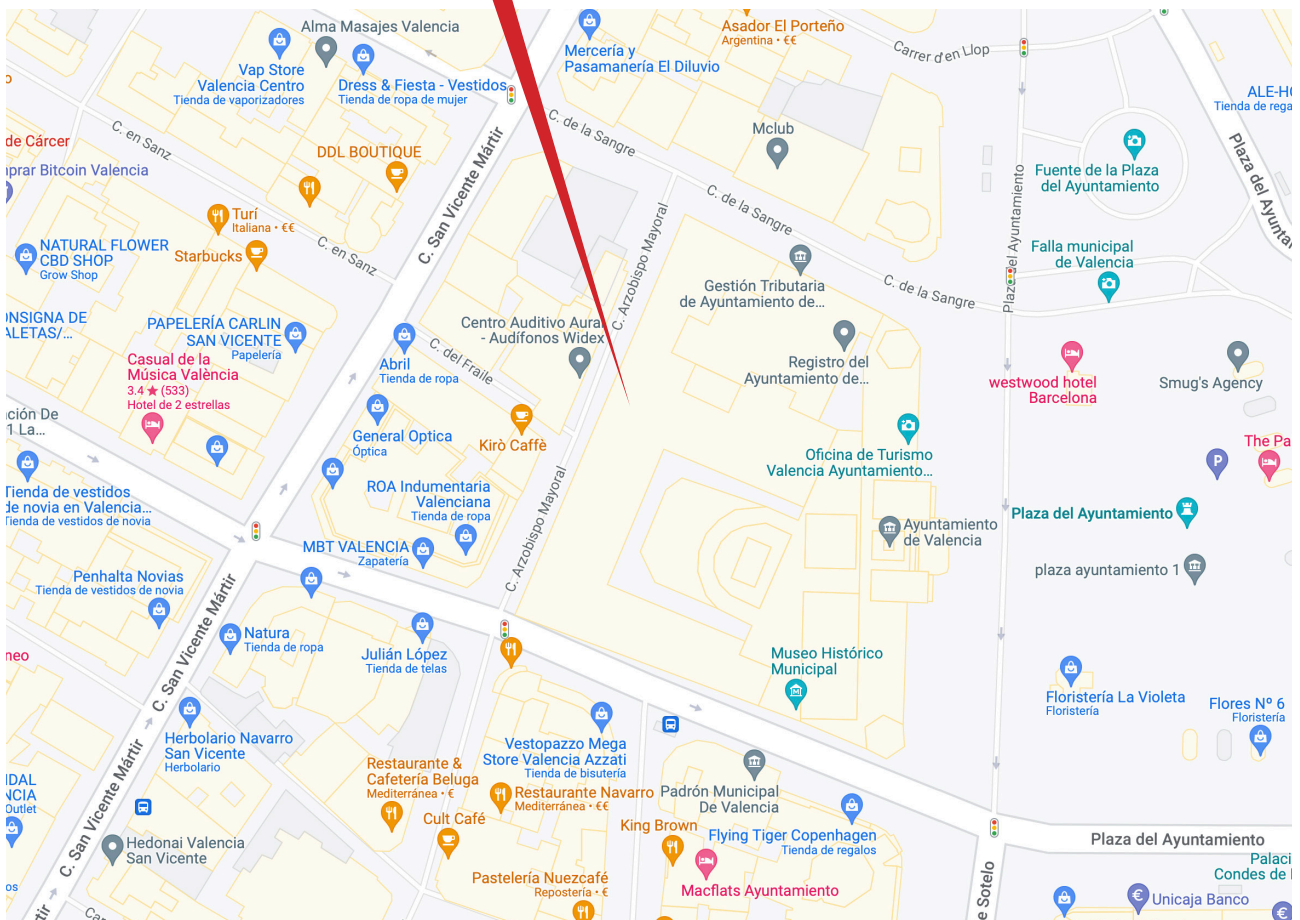 Alma Masajes Valencia
Vap Store
Valencia Centro
Tienda de vaporizadores
Dress & Fiesta - Vestidos
Tienda de ropa de mujer
Mercería y
Pasamanería El Diluvio
Asador El Porteño
Argentina • €€
Carrer d'en Llop
ALE-HO
Tienda de rega
de Cárcer
prar Bitcoin Valencia
C. en Sanz
DDL BOUTIQUE
C. San Vicente Mártir
C. de la Sangre
Mclub
C. de la Sangre
Fuente de la Plaza
del Ayuntamiento
Plaza del Ayuntamiento
Plaza del Ayunta
Turí
Italiana • €€
Starbucks
C. en Sanz
NATURAL FLOWER
CBD SHOP
Grow Shop
C. Arzobispo Mayoral
Gestión Tributaria
de Ayuntamiento de...
C. de la Sangre
Falla municipal
de Valencia
ONSIGNA DE
ALETAS/...
PAPELERÍA CARLIN
SAN VICENTE
Papelería
Centro Auditivo Aural
- Audífonos Widex
Casual de la
Música València
3.4 ★ (533)
Hotel de 2 estrellas
Abril
Tienda de ropa
C. del Fraile
Registro del
Ayuntamiento de...
westwood hotel
Barcelona
Smug's Agency
ación De
1 La...
General Optica
Óptica
Kirò Caffè
Oficina de Turismo
Valencia Ayuntamiento...
P
The Pa
Tienda de vestidos
de novia en Valencia...
Tienda de vestidos de novia
ROA Indumentaria
Valenciana
Tienda de ropa
C. Arzobispo Mayoral
Ayuntamiento
de Valencia
Plaza del Ayuntamiento
MBT VALENCIA
Zapatería
plaza ayuntamiento 1
Penhalta Novias
Tienda de vestidos de novia
C. San Vicente Mártir
Natura
Tienda de ropa
Julián López
Tienda de telas
Museo Histórico
Municipal
M
neo
Floristería La Violeta
Floristería
Flores Nº 6
Floristería
Herbolario Navarro
San Vicente
Herbolario
Vestopazzo Mega
Store Valencia Azzati
Tienda de bisutería
Restaurante &
Cafetería Beluga
Mediterránea • €
Restaurante Navarro
Mediterránea • €€
Padrón Municipal
De Valencia
IDAL
NCIA
Outlet
C. San Vicente Mártir
Cult Café
King Brown
Flying Tiger Copenhagen
Tienda de regalos
Plaza del Ayuntamiento
Hedonai Valencia
San Vicente
Pastelería Nuezcafé
Repostería • €
Macflats Ayuntamiento
e Sotelo
Palaci
Condes de
€
Unicaja Banco
€
os
tir
Ca